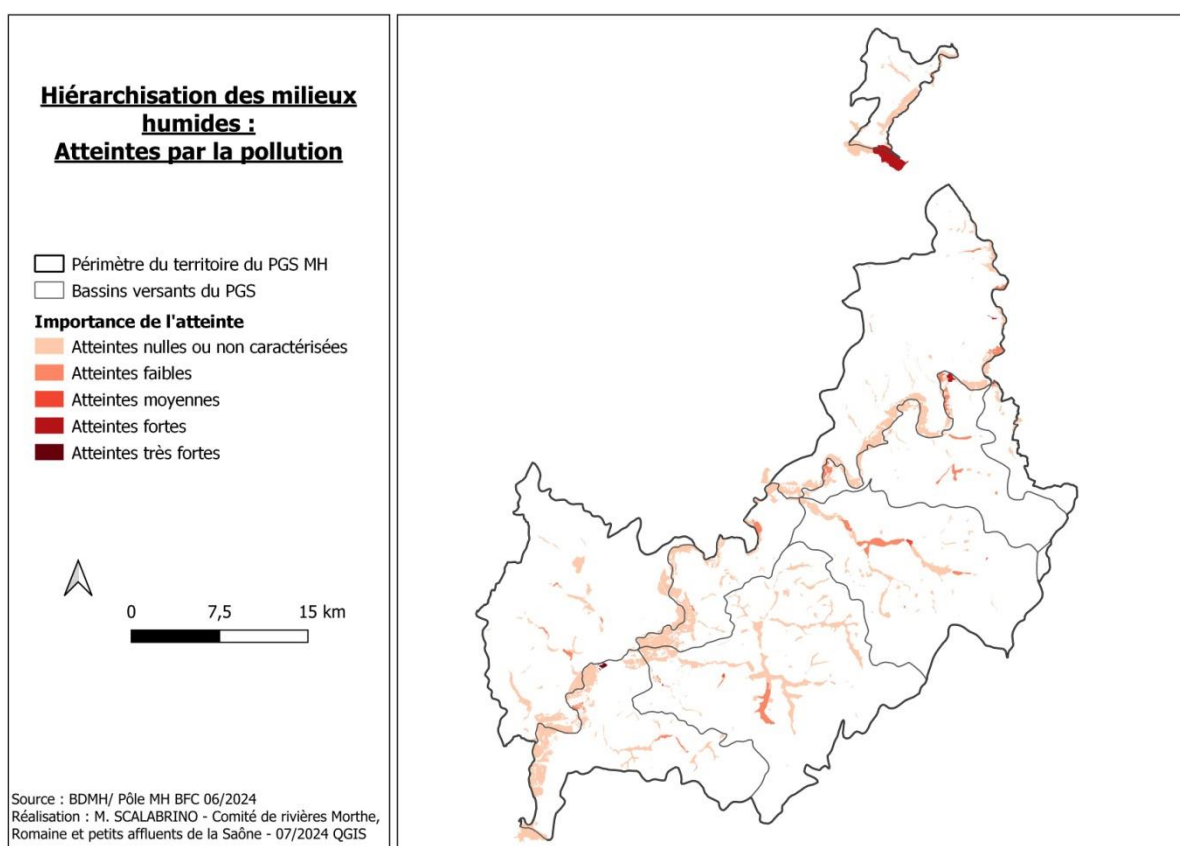 Hiérarchisation des milieux
humides :
Atteintes par la pollution
Périmètre du territoire du PGS MH
Bassins versants du PGS
Importance de l'atteinte
Atteintes nulles ou non caractérisées
Atteintes faibles
Atteintes moyennes
Atteintes fortes
Atteintes très fortes
0 7,5 15 km
Source : BDMH/ Pôle MH BFC 06/2024
Réalisation : M. SCALABRINO - Comité de rivières Morthe,
Romaine et petits affluents de la Saône - 07/2024 QGIS